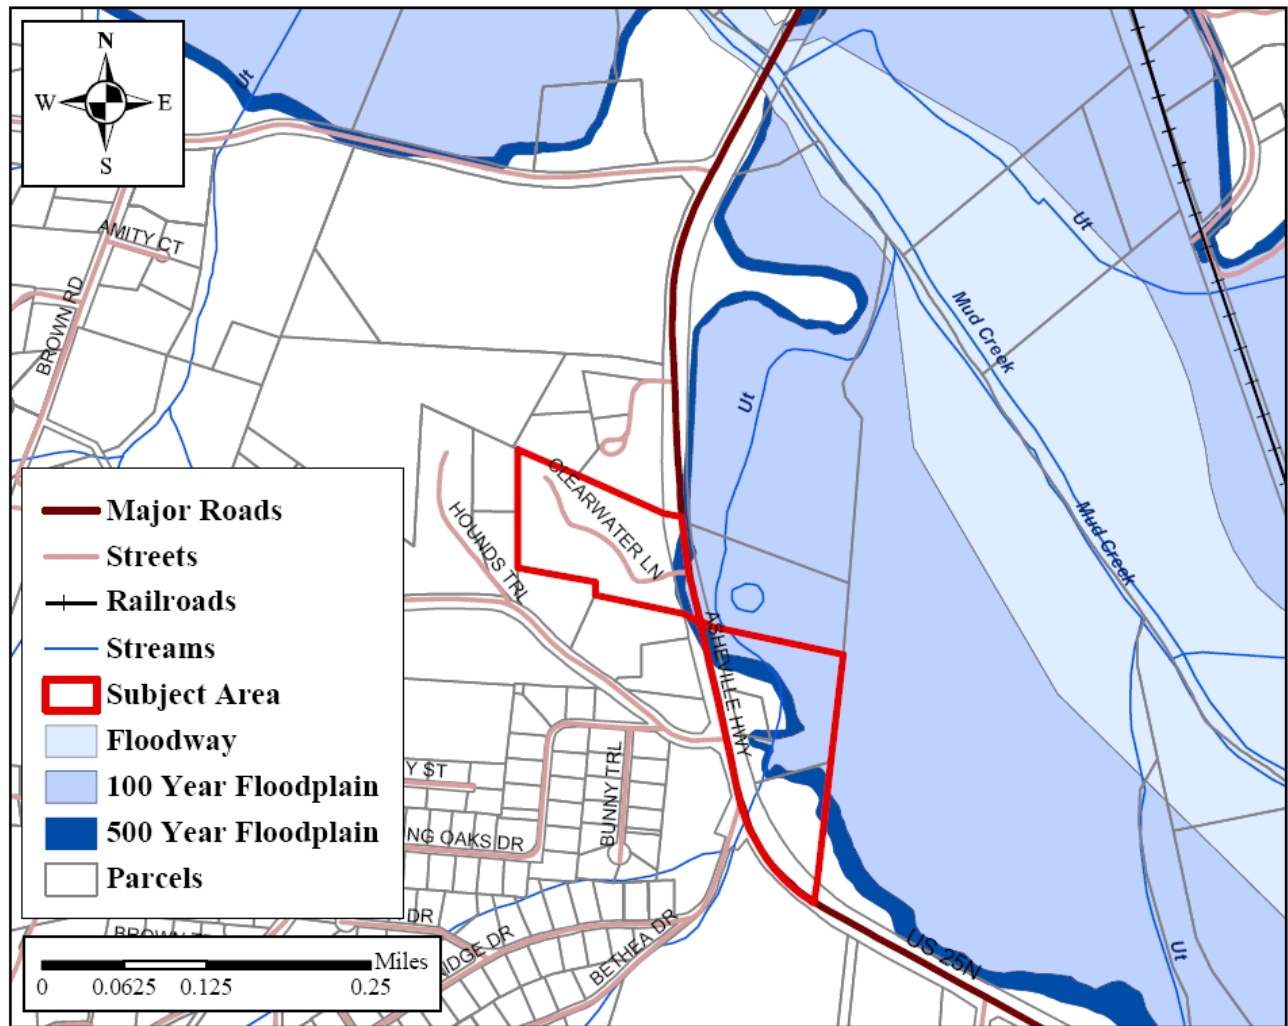 N
W E
S
Ut
AMITY CT
BROWN RD
Ut
Mud Creek
Ut
CLEARWATER LN
HOUNDS TRL
Mud Creek
ASHEVILLE HWY
BUNNY TRL
Y ST
NG OAKS DR
DR
IDGE DR
BETHEA DR
US 25N
Ut
Major Roads
Streets
Railroads
Streams
Subject Area
Floodway
100 Year Floodplain
500 Year Floodplain
Parcels
Miles
0 0.0625 0.125 0.25